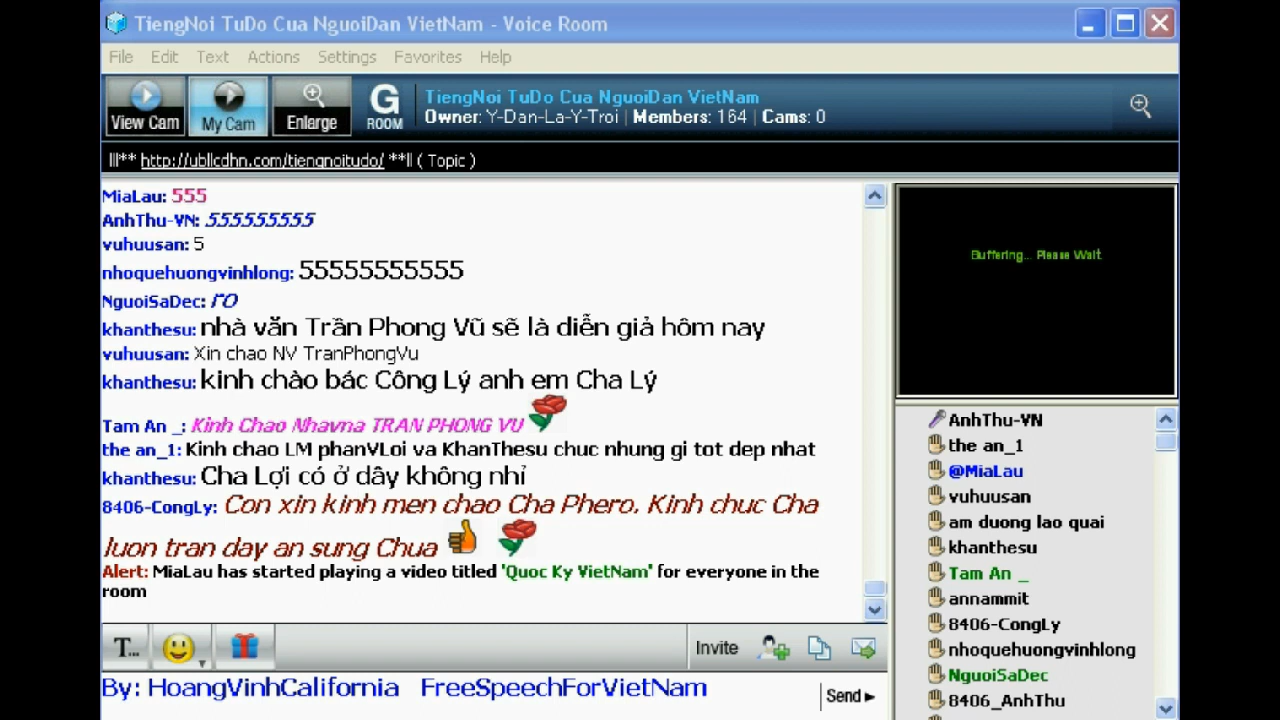 TiengNoi TuDo Cua NguoiDan VietNam - Voice Room
File Edit Text Actions Settings Favorites Help
View Cam My Cam Enlarge G ROOM
TiengNoi TuDo Cua NguoiDan VietNam
Owner: Y-Dan-La-Y-Troi | Members: 164 | Cams: 0
|||** http://ubllcdhn.com/tiengnoitudo/ **|| ( Topic )
MiaLau: 555
AnhThu-VN: 555555555
vuhuusan: 5
nhoquehuongvinhlong: 55555555555
NguoiSaDec: ro
khanthesu: nhà văn Trần Phong Vũ sẽ là diễn giả hôm nay
vuhuusan: Xin chao NV TranPhongVu
khanthesu: kinh chào bác Công Lý anh em Cha Lý
Tam An _: Kinh Chao Nhavna TRAN PHONG VU
the an_1: Kinh chao LM phanVLoi va KhanThesu chuc nhung gi tot dep nhat
khanthesu: Cha Lợi có ở dây không nhỉ
8406-CongLy: Con xin kinh men chao Cha Phero. Kinh chuc Cha
luon tran day an sung Chua
Alert: MiaLau has started playing a video titled 'Quoc Ky VietNam' for everyone in the
room
Buffering... Please Wait
AnhThu-VN
the an_1
@MiaLau
vuhuusan
am duong lao quai
khanthesu
Tam An _
annammit
8406-CongLy
nhoquehuongvinhlong
NguoiSaDec
8406_AnhThu
T... Invite
By: HoangVinhCalifornia FreeSpeechForVietNam
Send